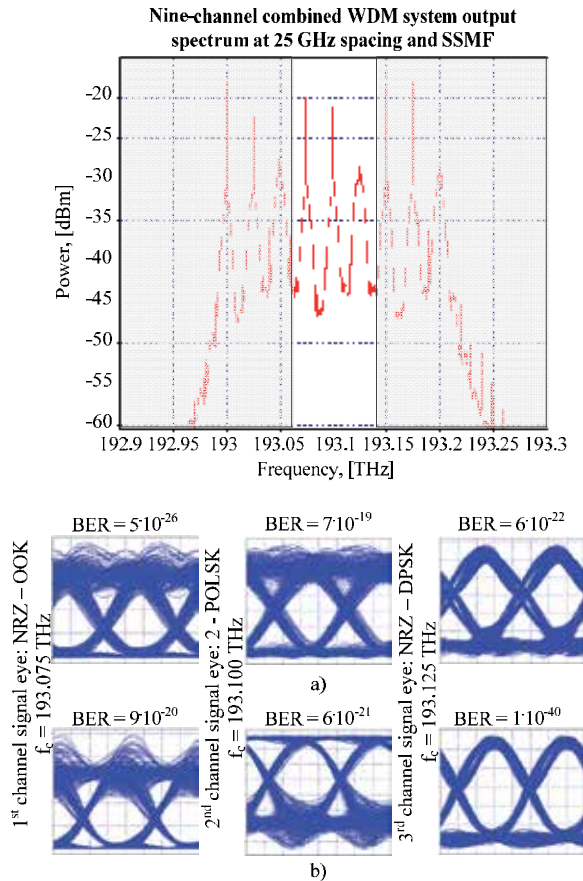 Nine-channel combined WDM system output
spectrum at 25 GHz spacing and SSMF
Power, [dBm]
-20
-25
-30
-35
-40
-45
-50
-55
-60
192.9 192.95 193 193.05 193.1 193.15 193.2 193.25 193.3
Frequency, [THz]
1st channel signal eye: NRZ – OOK
fc = 193.075 THz
BER = 5·10-26
2nd channel signal eye: 2 - POLSK
fc = 193.100 THz
BER = 7·10-19
3rd channel signal eye: NRZ – DPSK
fc = 193.125 THz
BER = 6·10-22
a)
BER = 9·10-20
BER = 6·10-21
BER = 1·10-40
b)